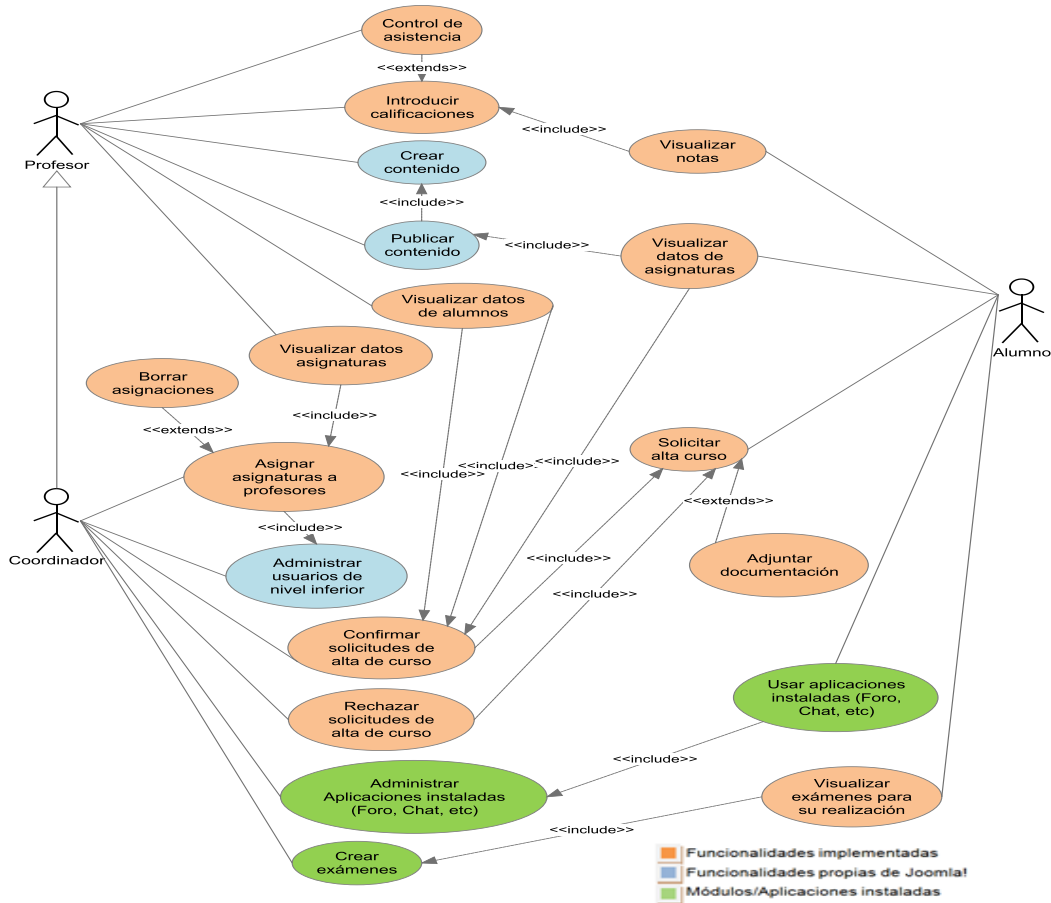 Control de
asistencia
<<extends>>
Introducir
calificaciones
<<include>>
Visualizar
notas
Profesor
Crear
contenido
<<include>>
Publicar
contenido
<<include>>
Visualizar
datos de
asignaturas
Visualizar datos
de alumnos
Alumno
Visualizar datos
asignaturas
Borrar
asignaciones
<<include>>
<<extends>>
Solicitar
alta curso
Asignar
asignaturas a
profesores
<<include>>
<<include>>
<<include>>
<<extends>>
<<include>>
Coordinador
Administrar
usuarios de
nivel inferior
<<include>>
Adjuntar
documentación
<<include>>
Confirmar
solicitudes de
alta de curso
Usar aplicaciones
instaladas (Foro,
Chat, etc)
Rechazar
solicitudes de
alta de curso
<<include>>
Administrar
Aplicaciones instaladas
(Foro, Chat, etc)
Visualizar
exámenes para
su realización
<<include>>
Crear
exámenes
Funcionalidades implementadas
Funcionalidades propias de Joomla!
Módulos/Aplicaciones instaladas